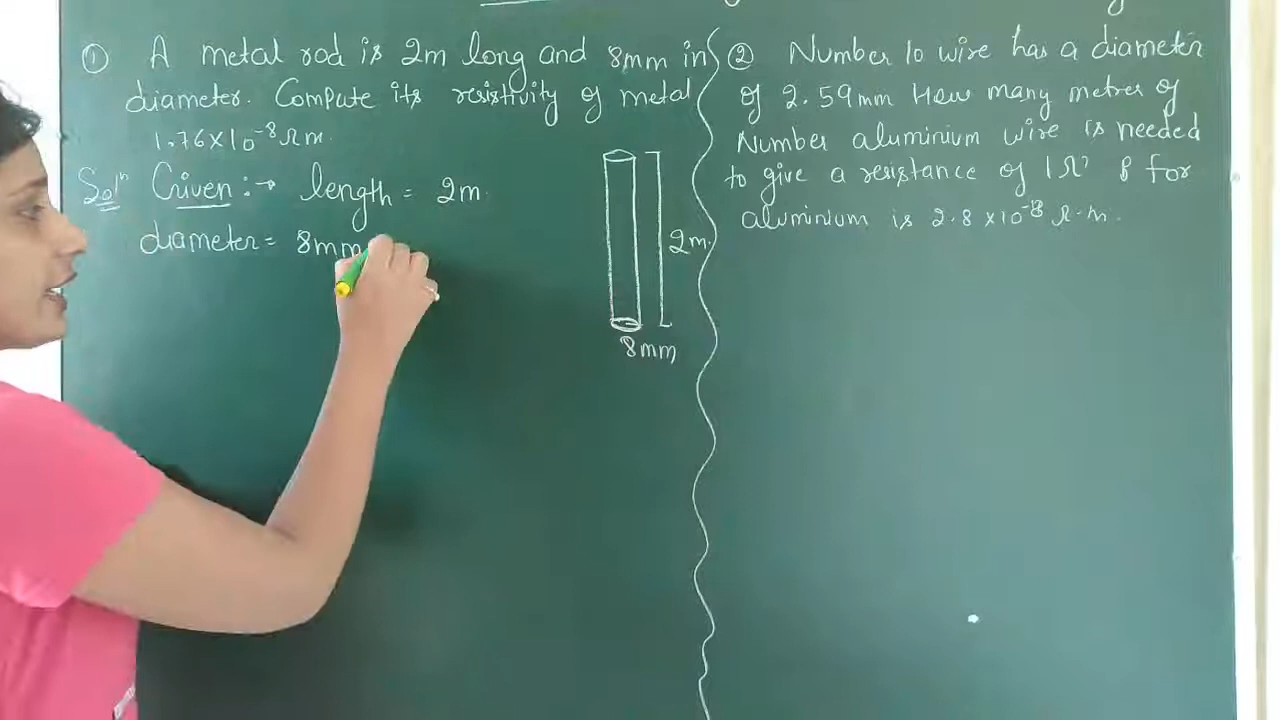 ① A metal rod is 2m long and 8mm in
diameter. Compute its resistivity of metal
1.76×10⁻⁸ Ωm.
Solⁿ Given :→ length = 2m.
diameter = 8mm
2m.
8mm
② Number 10 wire has a diameter
of 2.59mm How many metres of
Number aluminium wire is needed
to give a resistance of 1Ω? ρ for
aluminium is 2.8 ×10⁻⁸ Ω.m.